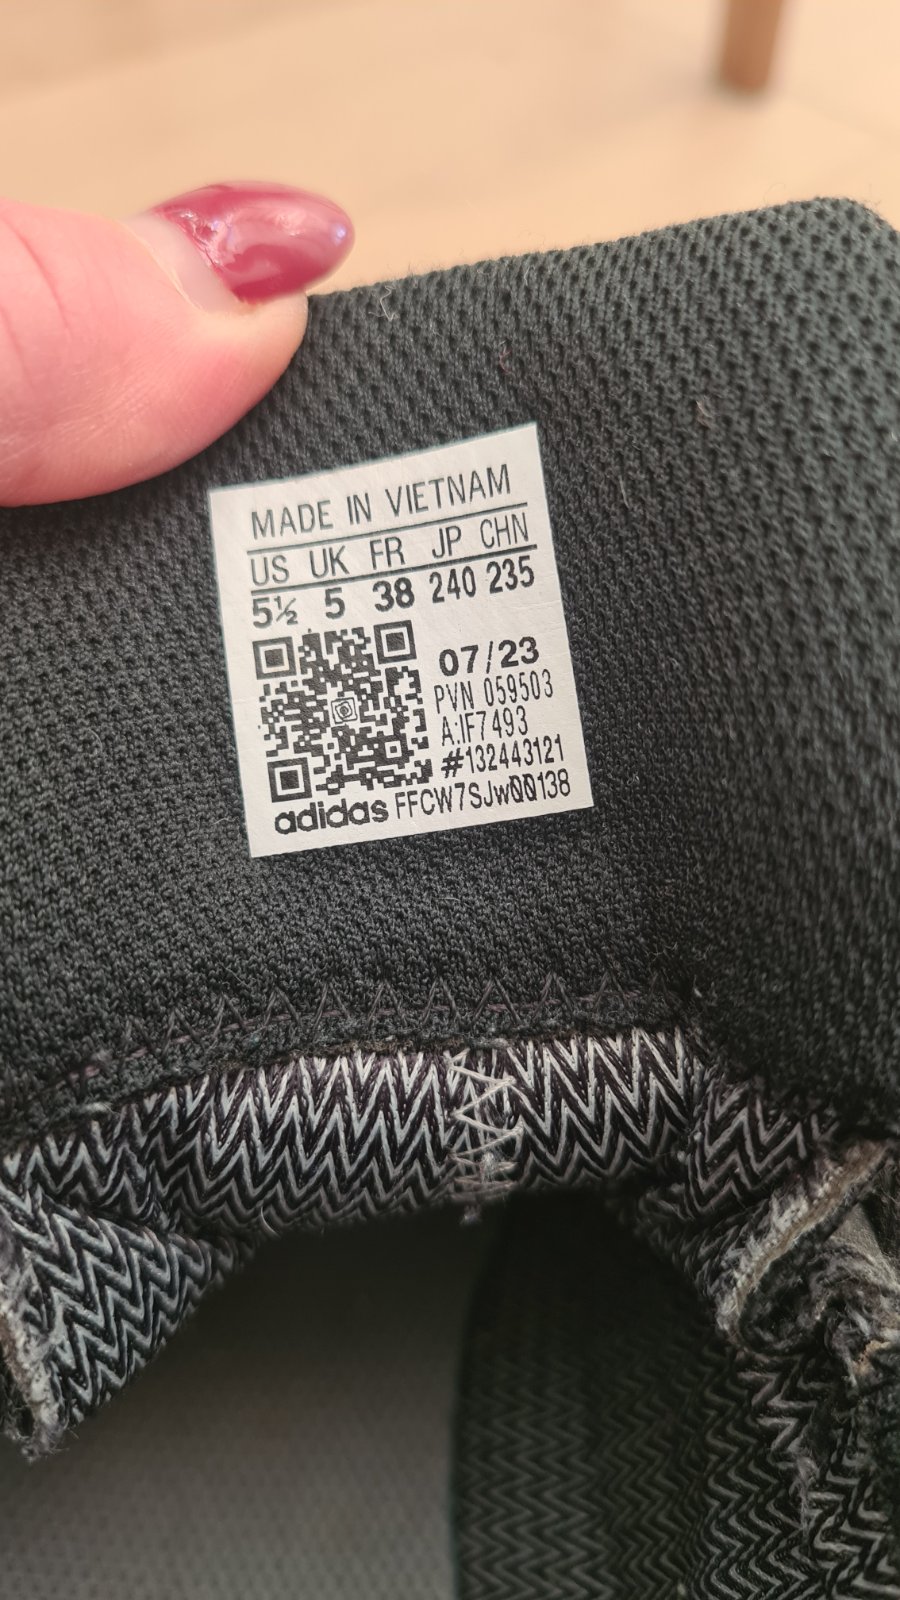 MADE IN VIETNAM
US UK FR JP CHN
5½ 5 38 240 235
07/23
PVN 059503
A:IF7493
#132443121
adidas FFCW7SJW00138